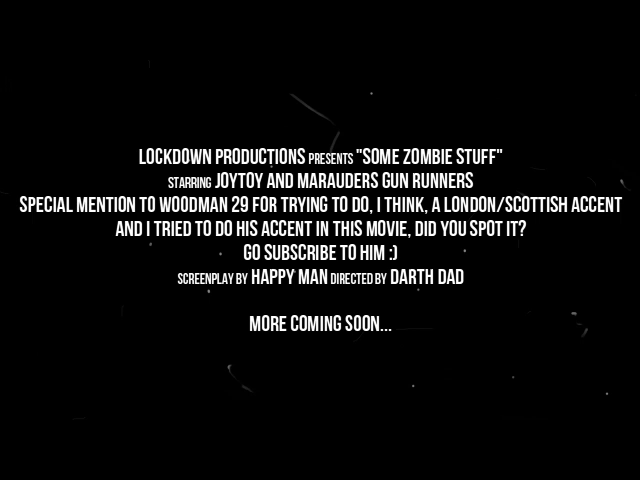 LOCKDOWN PRODUCTIONS PRESENTS "SOME ZOMBIE STUFF"
STARRING JOYTOY AND MARAUDERS GUN RUNNERS
SPECIAL MENTION TO WOODMAN 29 FOR TRYING TO DO, I THINK, A LONDON/SCOTTISH ACCENT
AND I TRIED TO DO HIS ACCENT IN THIS MOVIE, DID YOU SPOT IT?
GO SUBSCRIBE TO HIM :)
SCREENPLAY BY HAPPY MAN DIRECTED BY DARTH DAD
MORE COMING SOON...